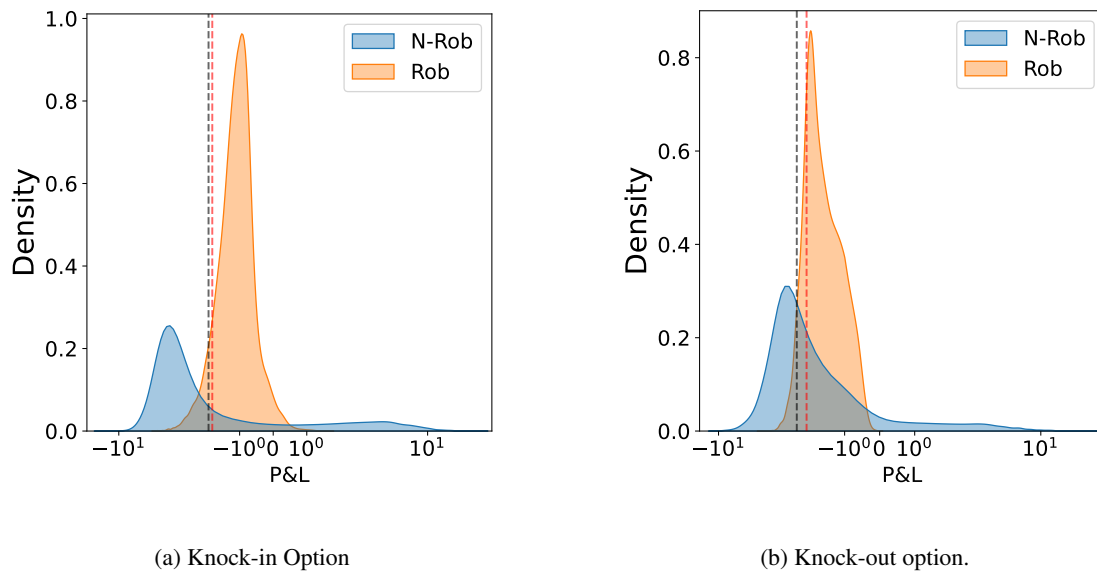 N-Rob
Rob
1.0
0.8
0.6
0.4
0.2
0.0
Density
−10¹ −10⁰ 0 10⁰ 10¹
P&L
(a) Knock-in Option
N-Rob
Rob
0.8
0.6
0.4
0.2
0.0
Density
−10¹ −10⁰ 0 10⁰ 10¹
P&L
(b) Knock-out option.